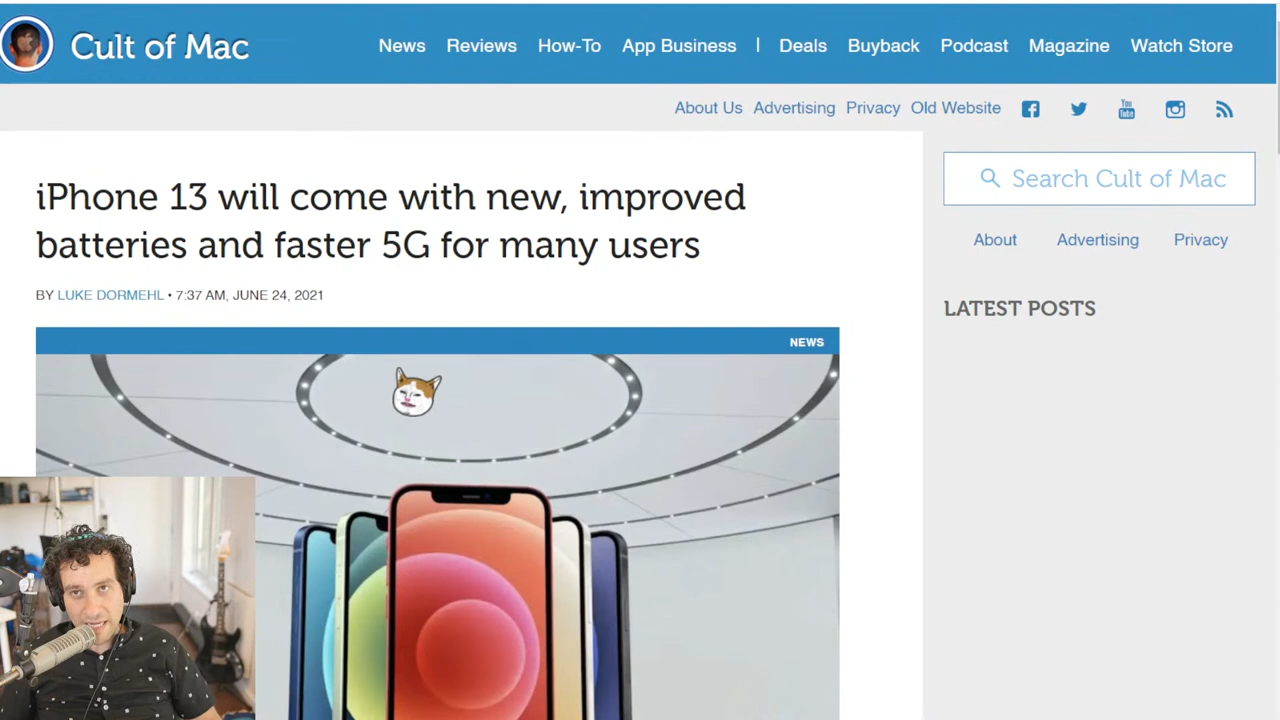 Cult of Mac
News Reviews How-To App Business | Deals Buyback Podcast Magazine Watch Store
About Us Advertising Privacy Old Website
You Tube
Search Cult of Mac
About Advertising Privacy
iPhone 13 will come with new, improved
batteries and faster 5G for many users
BY LUKE DORMEHL • 7:37 AM, JUNE 24, 2021
LATEST POSTS
NEWS